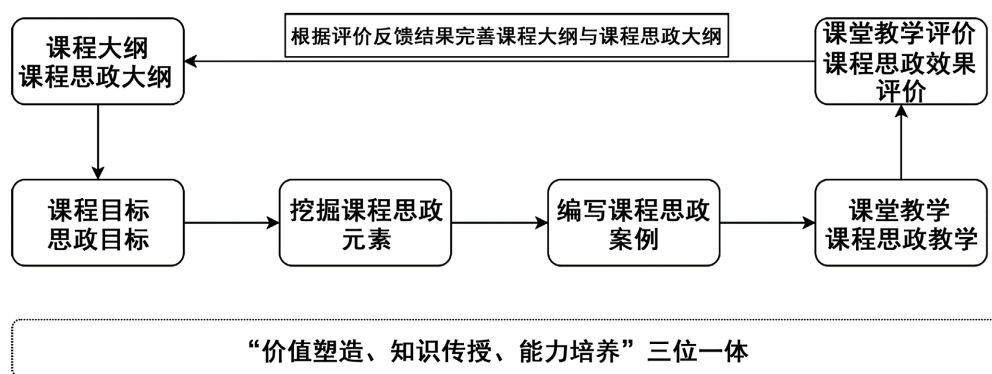 根据评价反馈结果完善课程大纲与课程思政大纲
课程大纲
课程思政大纲
课堂教学评价
课程思政效果
评价
课程目标
思政目标
挖掘课程思政
元素
编写课程思政
案例
课堂教学
课程思政教学
“价值塑造、知识传授、能力培养”三位一体